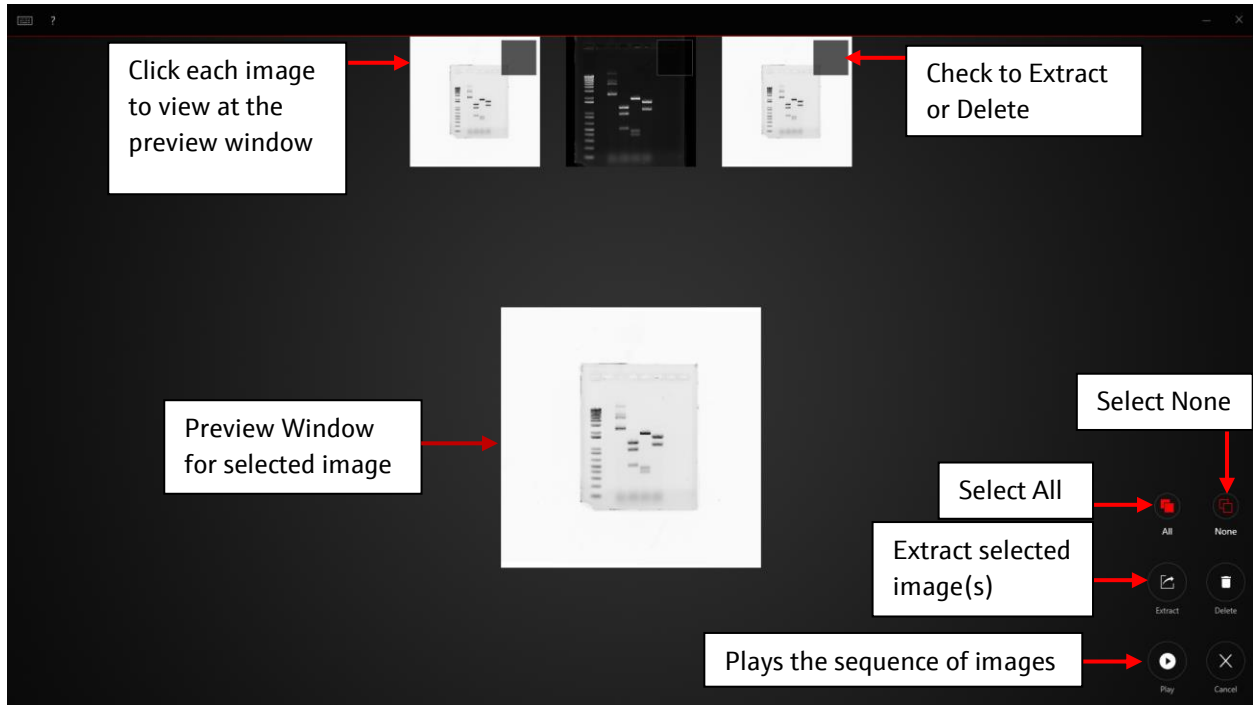 ?
Click each image
to view at the
preview window
Check to Extract
or Delete
Preview Window
for selected image
Select None
Select All
All
None
Extract selected
image(s)
Extract
Delete
Plays the sequence of images
Play
Cancel